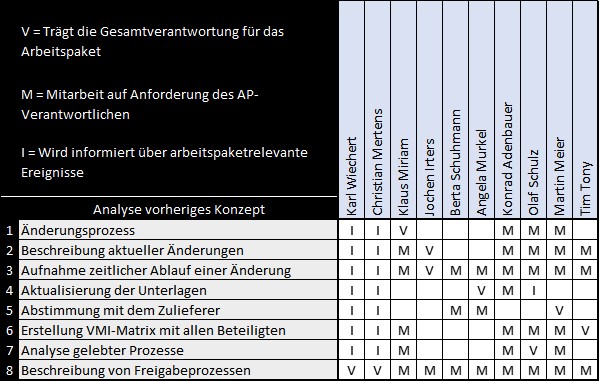 V = Trägt die Gesamtverantwortung für das
Arbeitspaket
M = Mitarbeit auf Anforderung des AP-
Verantwortlichen
I = Wird informiert über arbeitspaketrelevante
Ereignisse
Analyse vorheriges Konzept
Karl Wiechert
Christian Mertens
Klaus Miriam
Jochen Irters
Berta Schuhmann
Angela Murkel
Konrad Adenbauer
Olaf Schulz
Martin Meier
Tim Tony
1 Änderungsprozess I I V M M M
2 Beschreibung aktueller Änderungen I I M V M M M M
3 Aufnahme zeitlicher Ablauf einer Änderung I I M V M M M M M M
4 Aktualisierung der Unterlagen I I V M I
5 Abstimmung mit dem Zulieferer I I M M V
6 Erstellung VMI-Matrix mit allen Beteiligten I I M M M M V
7 Analyse gelebter Prozesse I I M M V M
8 Beschreibung von Freigabeprozessen V V M M M M M M M M